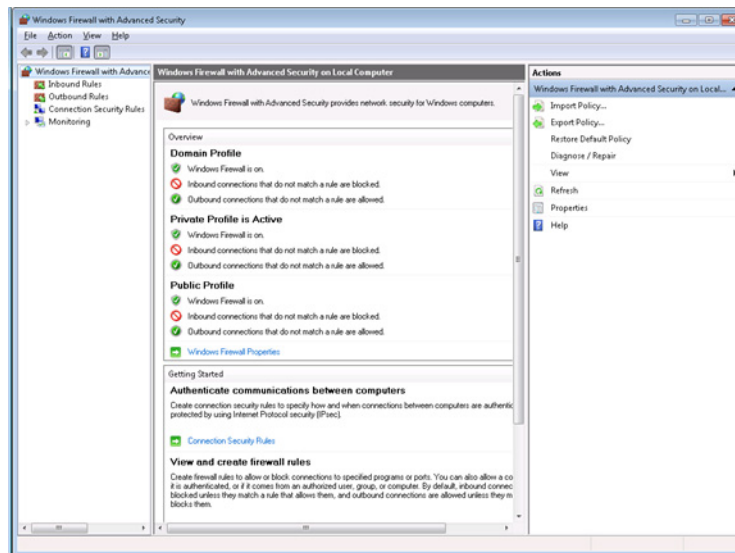 Windows Firewall with Advanced Security
File Action View Help
Windows Firewall with Advance
Inbound Rules
Outbound Rules
Connection Security Rules
Monitoring
Windows Firewall with Advanced Security on Local Computer
Windows Firewall with Advanced Security provides network security for Windows computers.
Overview
Domain Profile
Windows Firewall is on.
Inbound connections that do not match a rule are blocked.
Outbound connections that do not match a rule are allowed.
Private Profile is Active
Windows Firewall is on.
Inbound connections that do not match a rule are blocked.
Outbound connections that do not match a rule are allowed.
Public Profile
Windows Firewall is on.
Inbound connections that do not match a rule are blocked.
Outbound connections that do not match a rule are allowed.
Windows Firewall Properties
Getting Started
Authenticate communications between computers
Create connection security rules to specify how and when connections between computers are authentic
protected by using Internet Protocol security (IPsec).
Connection Security Rules
View and create firewall rules
Create firewall rules to allow or block connections to specified programs or ports. You can also allow a co
it is authenticated, or if it comes from an authorized user, group, or computer. By default, inbound connec
blocked unless they match a rule that allows them, and outbound connections are allowed unless they m
blocks them.
Actions
Windows Firewall with Advanced Security on Local...
Import Policy...
Export Policy...
Restore Default Policy
Diagnose / Repair
View
Refresh
Properties
Help